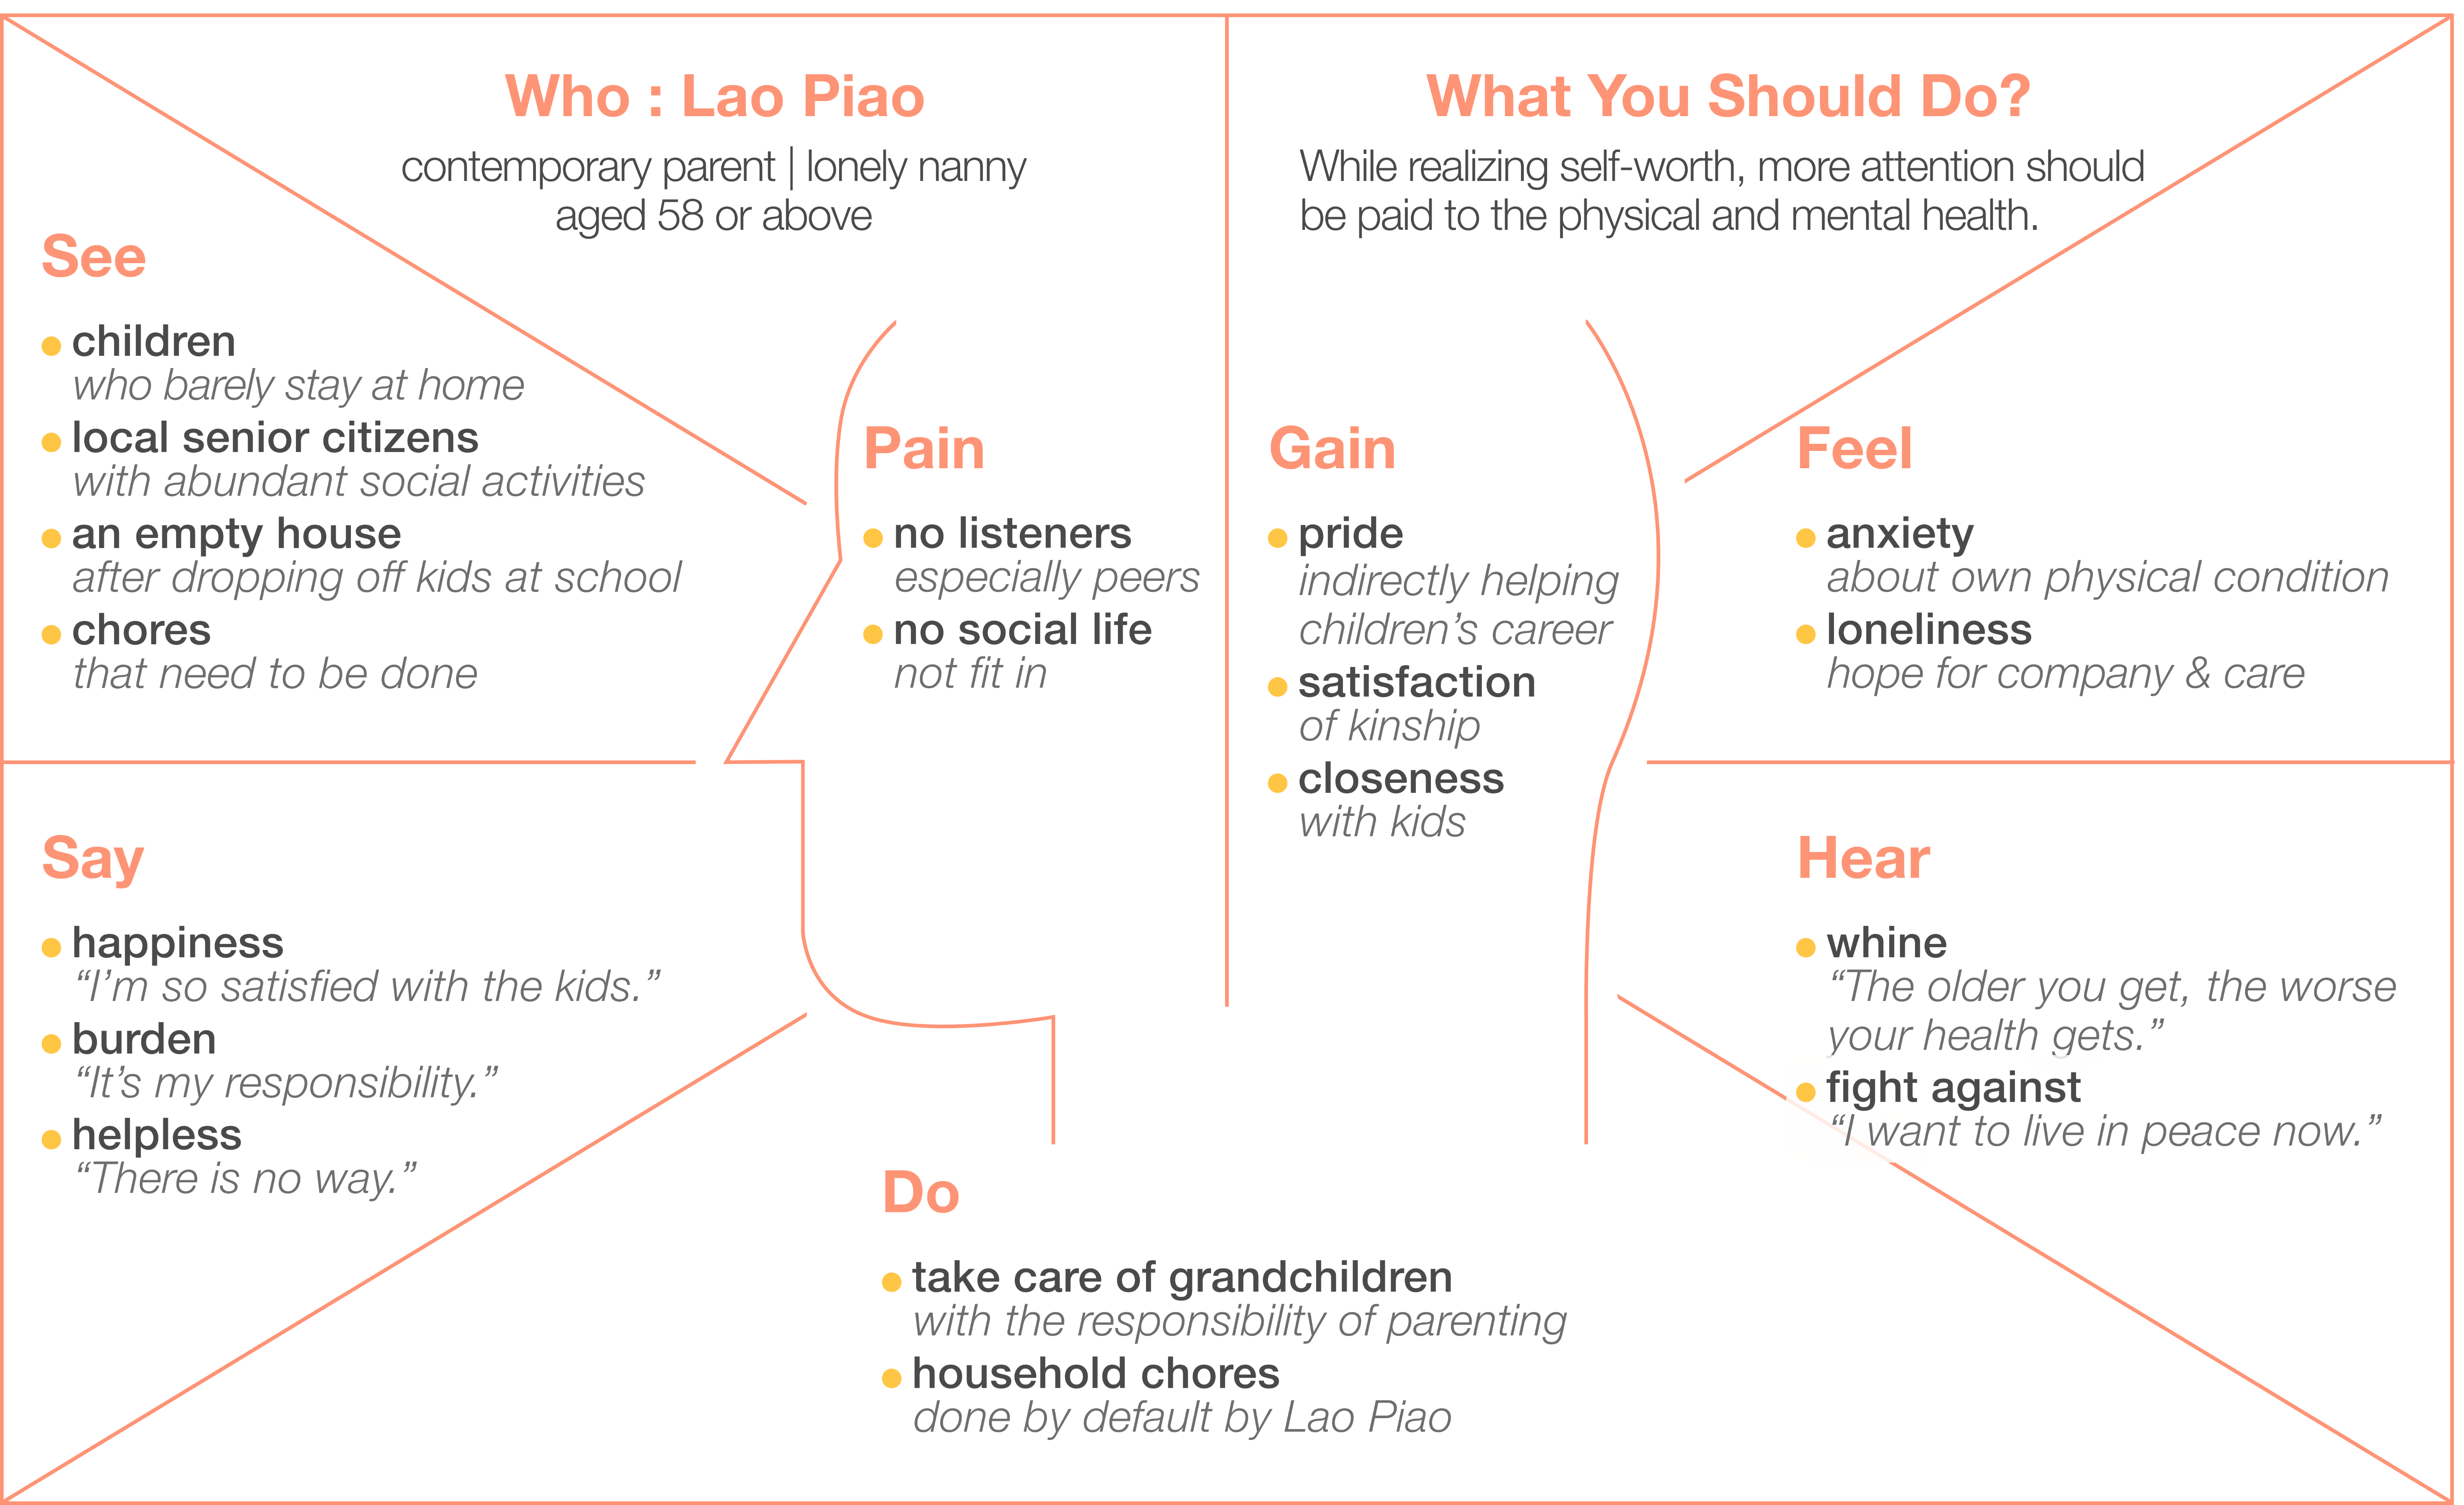 Who : Lao Piao
contemporary parent | lonely nanny
aged 58 or above
What You Should Do?
While realizing self-worth, more attention should
be paid to the physical and mental health.
See
children
who barely stay at home
local senior citizens
with abundant social activities
an empty house
after dropping off kids at school
chores
that need to be done
Pain
no listeners
especially peers
no social life
not fit in
Gain
pride
indirectly helping
children's career
satisfaction
of kinship
closeness
with kids
Feel
anxiety
about own physical condition
loneliness
hope for company & care
Say
happiness
“I’m so satisfied with the kids.”
burden
“It’s my responsibility.”
helpless
“There is no way.”
Hear
whine
“The older you get, the worse
your health gets.”
fight against
“I want to live in peace now.”
Do
take care of grandchildren
with the responsibility of parenting
household chores
done by default by Lao Piao